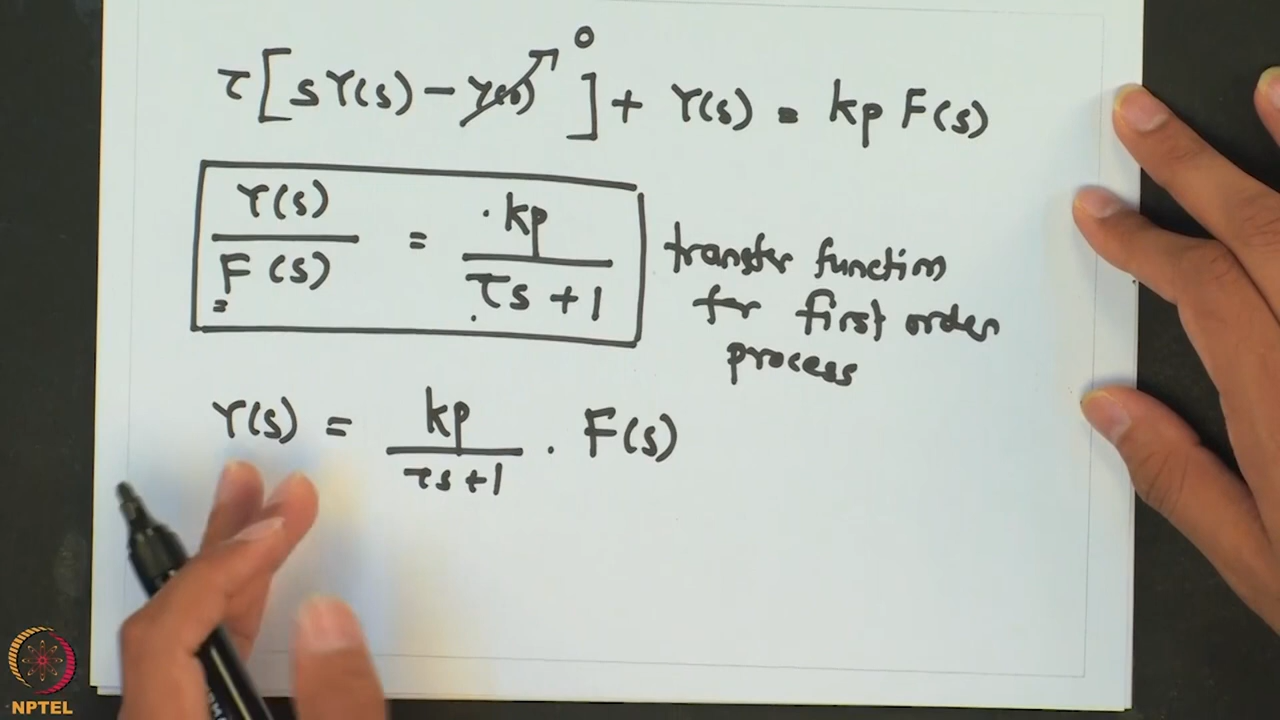 τ[sY(s) - y(0) 0] + Y(s) = kp F(s)
Y(s) / F(s) = kp / τs + 1
transfer function
for first order
process
Y(s) = kp / τs + 1 . F(s)
NPTEL